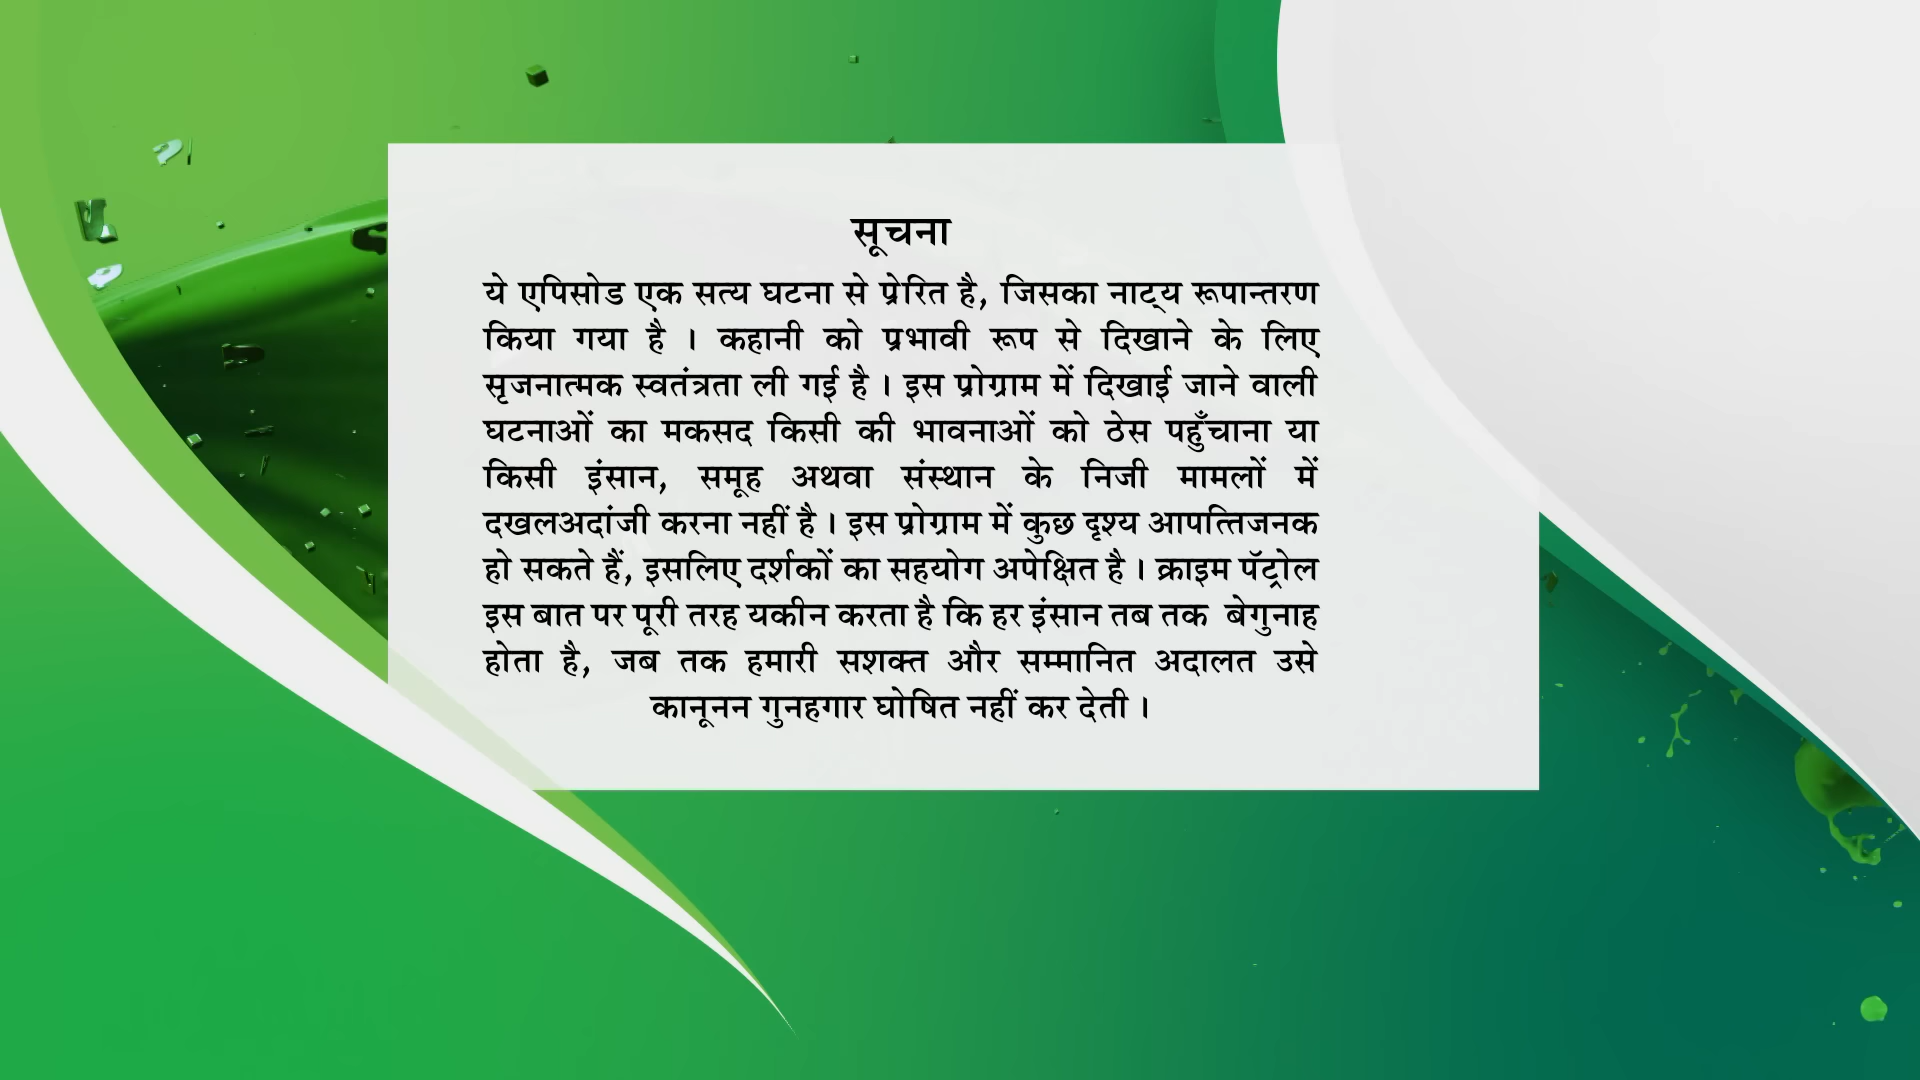 सूचना
ये एपिसोड एक सत्य घटना से प्रेरित है, जिसका नाट्य रूपान्तरण
किया गया है । कहानी को प्रभावी रूप से दिखाने के लिए
सृजनात्मक स्वतंत्रता ली गई है । इस प्रोग्राम में दिखाई जाने वाली
घटनाओं का मकसद किसी की भावनाओं को ठेस पहुँचाना या
किसी इंसान, समूह अथवा संस्थान के निजी मामलों में
दखलअदांजी करना नहीं है । इस प्रोग्राम में कुछ दृश्य आपत्तिजनक
हो सकते हैं, इसलिए दर्शकों का सहयोग अपेक्षित है । क्राइम पॅट्रोल
इस बात पर पूरी तरह यकीन करता है कि हर इंसान तब तक बेगुनाह
होता है, जब तक हमारी सशक्त और सम्मानित अदालत उसे
कानूनन गुनहगार घोषित नहीं कर देती ।